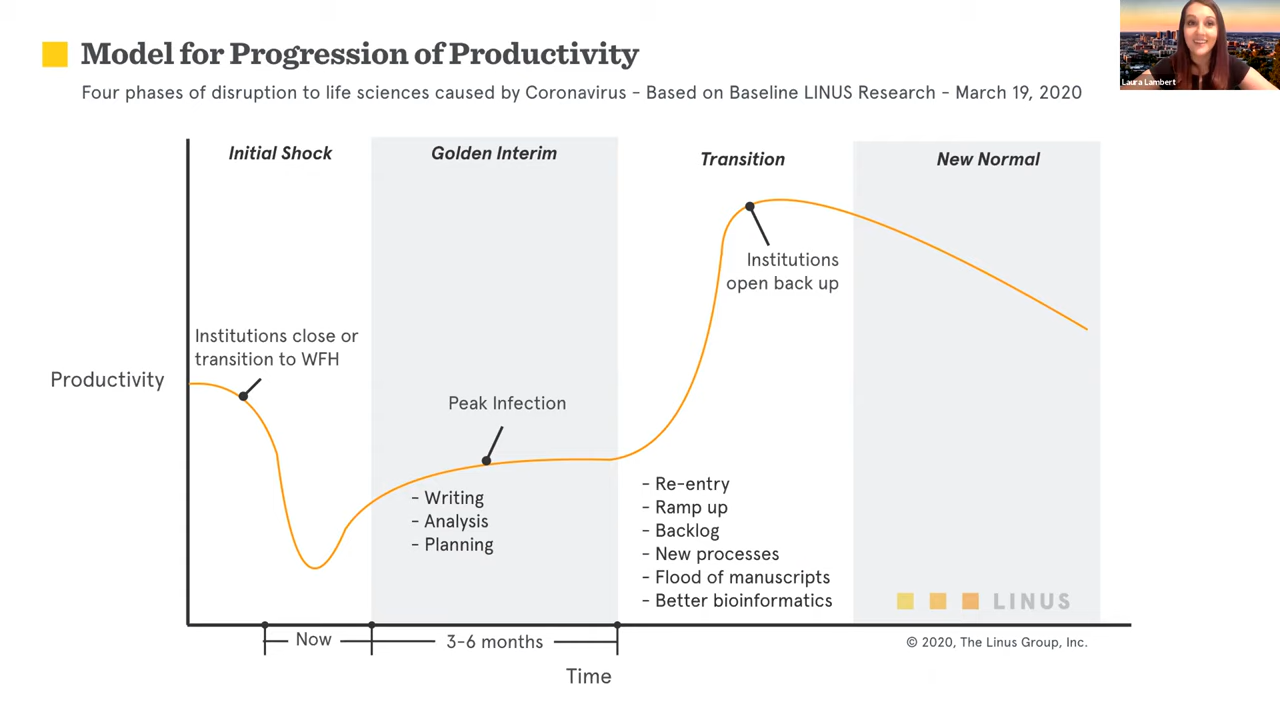 Model for Progression of Productivity
Four phases of disruption to life sciences caused by Coronavirus - Based on Baseline LINUS Research - March 19, 2020
Laura Lambert
Initial Shock
Golden Interim
Transition
New Normal
Institutions
open back up
Institutions close or
transition to WFH
Productivity
Peak Infection
- Writing
- Analysis
- Planning
- Re-entry
- Ramp up
- Backlog
- New processes
- Flood of manuscripts
- Better bioinformatics
LINUS
Now
3-6 months
© 2020, The Linus Group, Inc.
Time